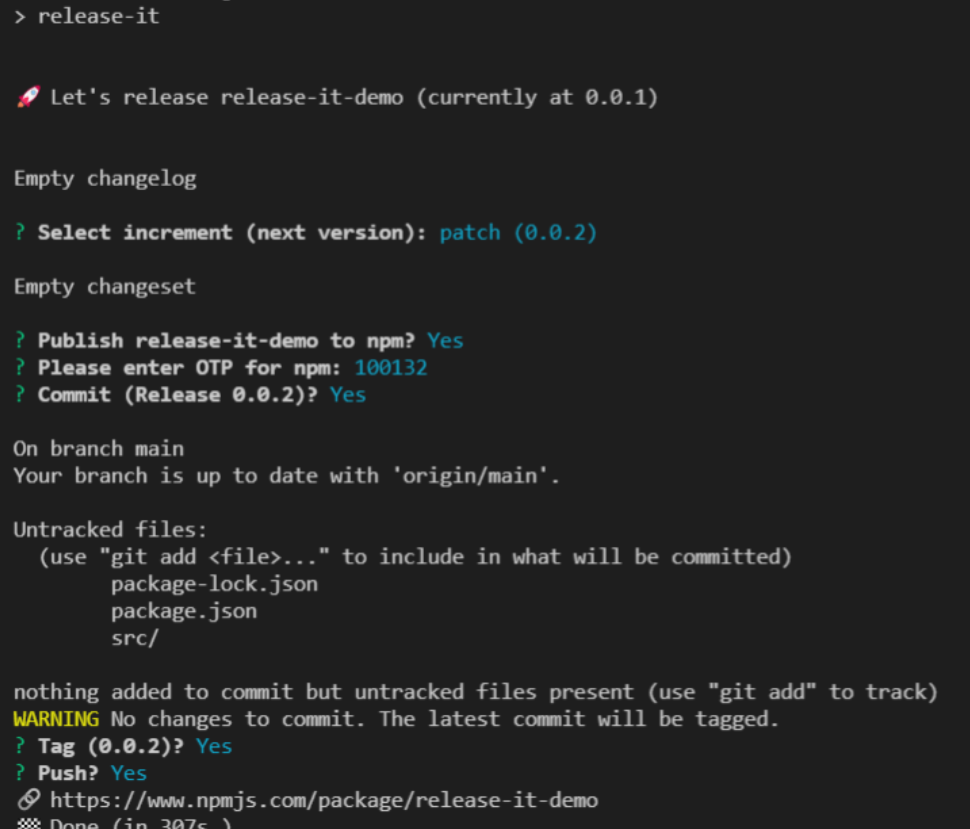 > release-it
🚀 Let's release release-it-demo (currently at 0.0.1)
Empty changelog
? Select increment (next version): patch (0.0.2)
Empty changeset
? Publish release-it-demo to npm? Yes
? Please enter OTP for npm: 100132
? Commit (Release 0.0.2)? Yes
On branch main
Your branch is up to date with 'origin/main'.
Untracked files:
(use "git add <file>..." to include in what will be committed)
package-lock.json
package.json
src/
nothing added to commit but untracked files present (use "git add" to track)
WARNING No changes to commit. The latest commit will be tagged.
? Tag (0.0.2)? Yes
? Push? Yes
🔗 https://www.npmjs.com/package/release-it-demo
🏁 Done (in 307s.)